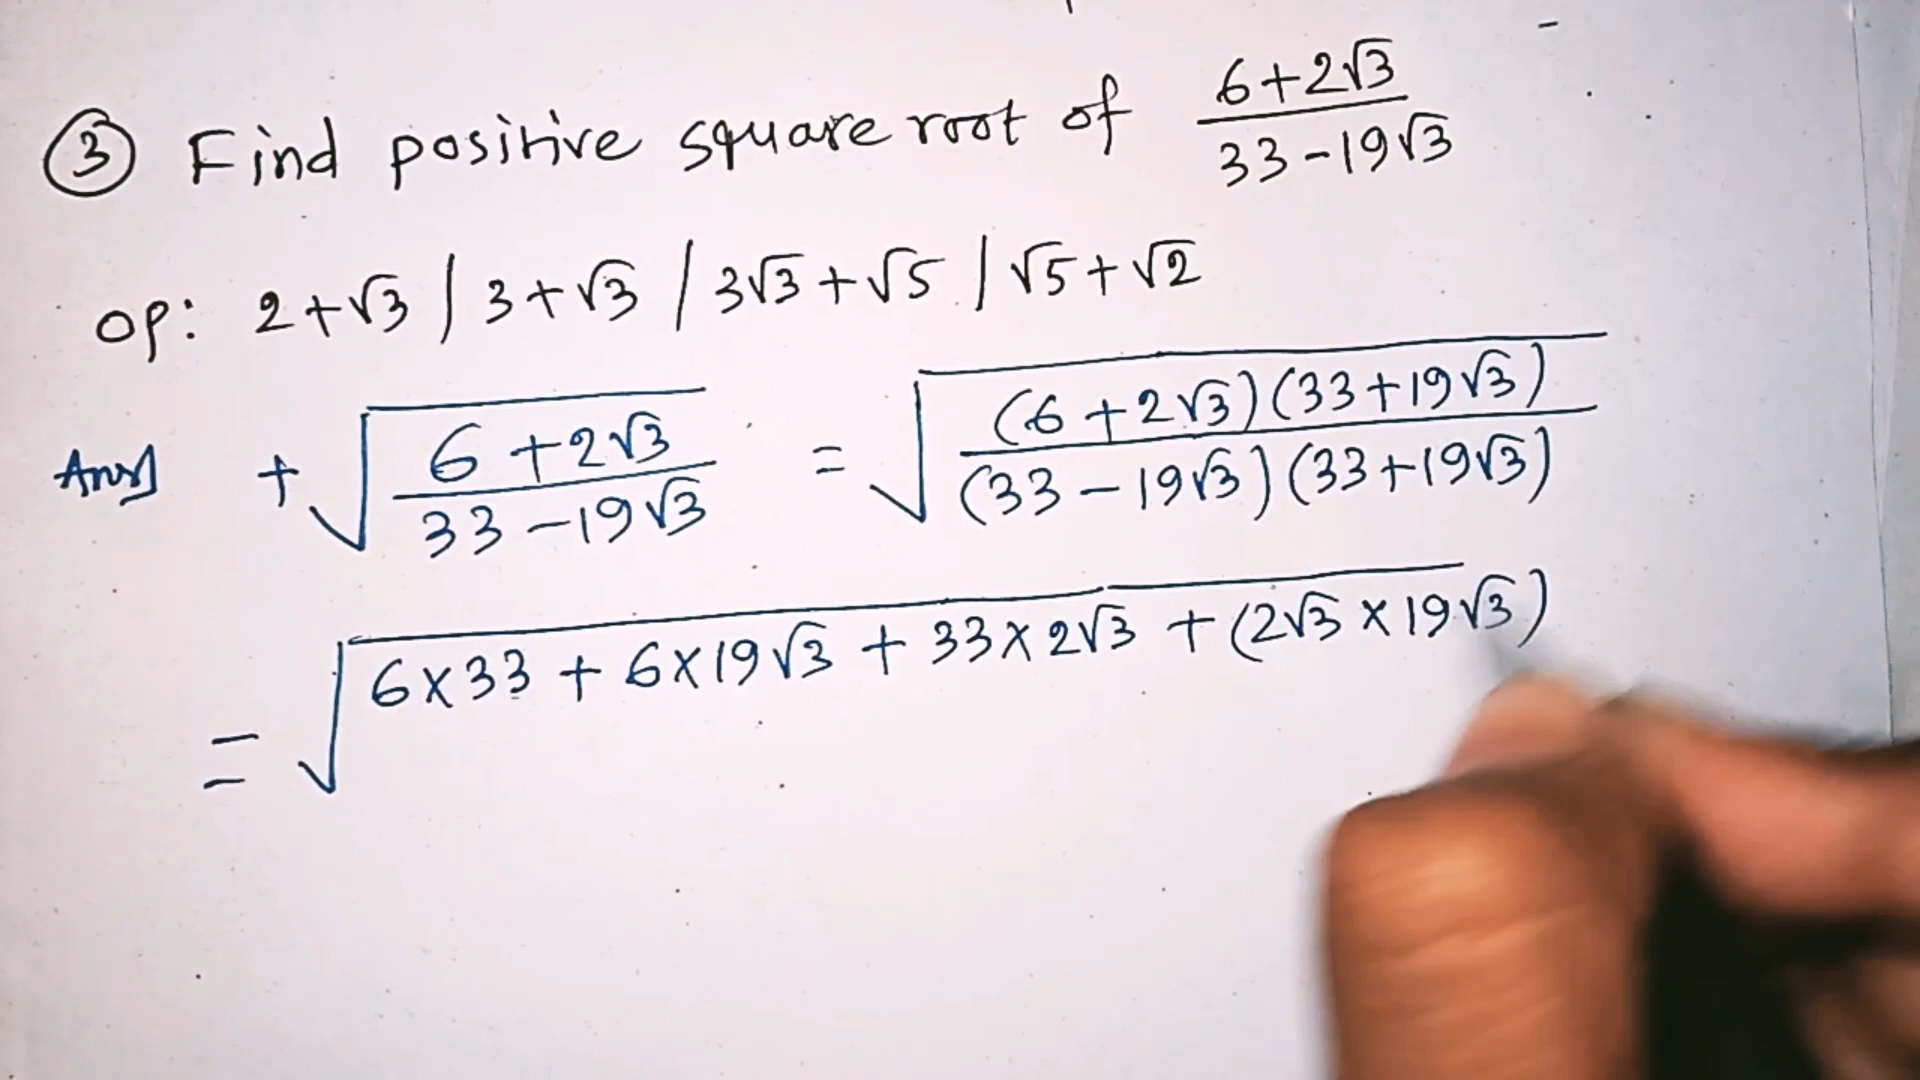 ③ Find positive square root of (6+2√3)/(33-19√3)
op: 2+√3 / 3+√3 / 3√3+√5 / √5+√2
Ans) +√((6+2√3)/(33-19√3)) = √(((6+2√3)(33+19√3))/((33-19√3)(33+19√3)))
= √(6×33 + 6×19√3 + 33×2√3 + (2√3×19√3)